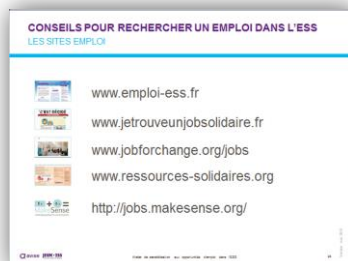 CONSEILS POUR RECHERCHER UN EMPLOI DANS L'ESS
LES SITES EMPLOI
www.emploi-ess.fr
www.jetrouveunjobsolidaire.fr
www.jobforchange.org/jobs
www.ressources-solidaires.org
MakeSense
http://jobs.makesense.org/